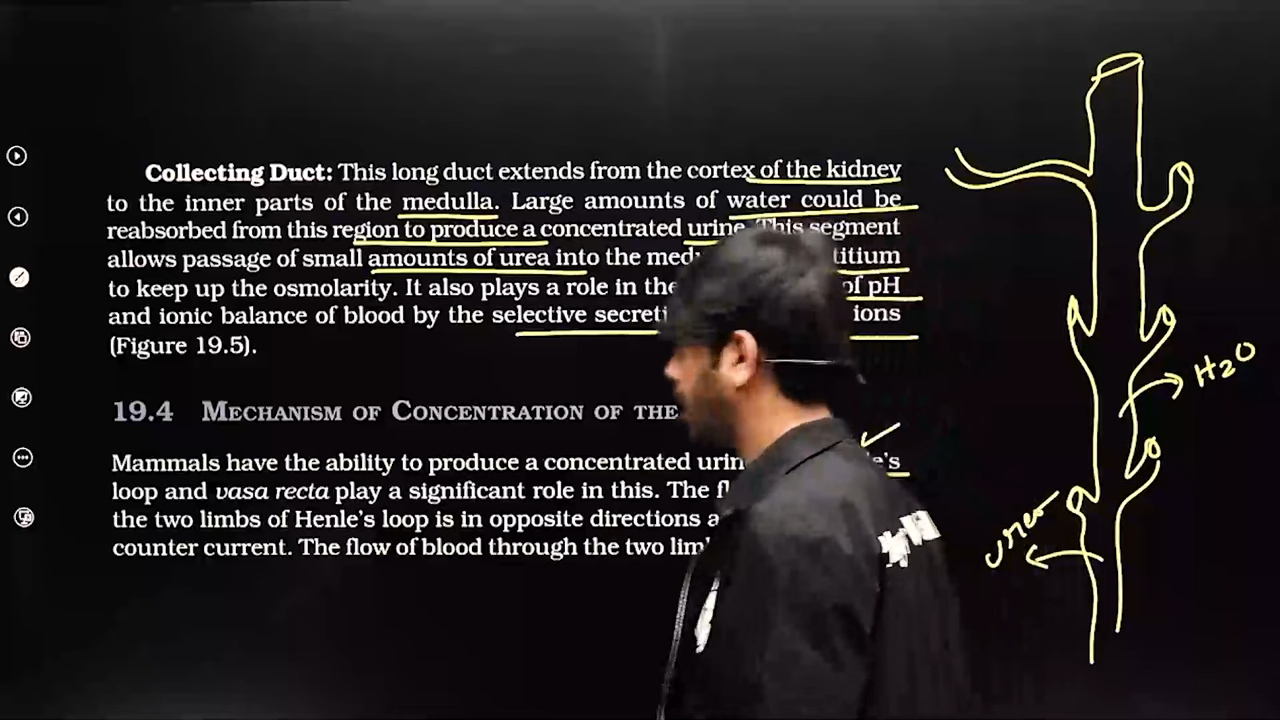 Collecting Duct: This long duct extends from the cortex of the kidney
to the inner parts of the medulla. Large amounts of water could be
reabsorbed from this region to produce a concentrated urine. This segment
allows passage of small amounts of urea into the
to keep up the osmolarity. It also plays a role in the of pH
and ionic balance of blood by the selective ions
(Figure 19.5).
19.4 MECHANISM OF CONCENTRATION OF THE
Mammals have the ability to produce a concentrated
loop and vasa recta play a significant role in this. The
the two limbs of Henle's loop is in opposite directions
counter current. The flow of blood through the two
H2O
urea